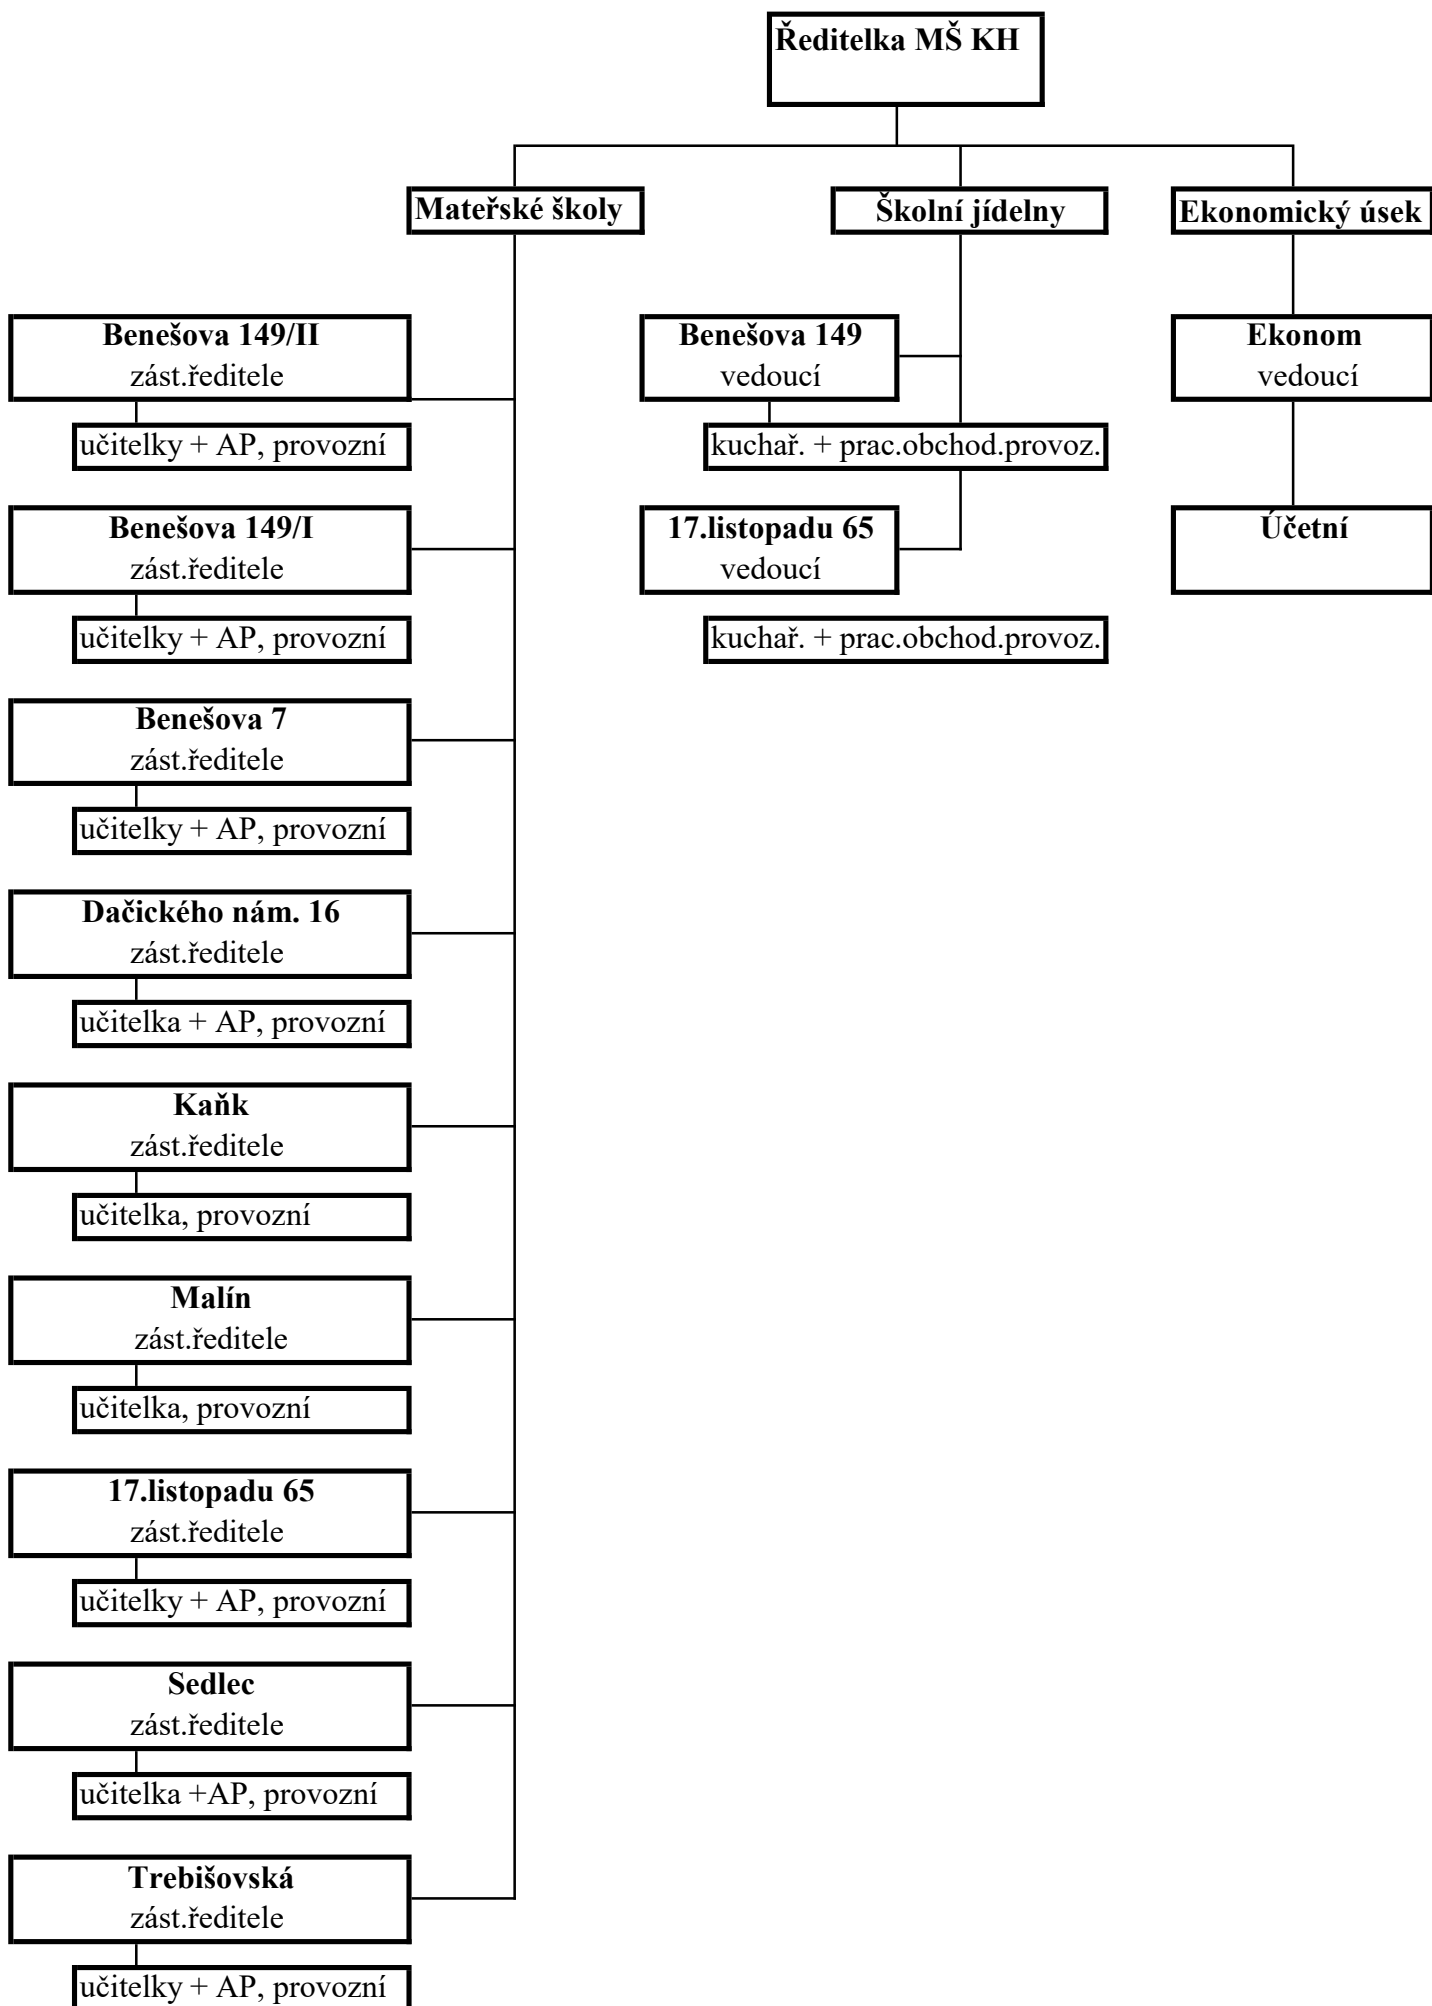 Ředitelka MŠ KH
Mateřské školy
Školní jídelny
Ekonomický úsek
Benešova 149/II
zást.ředitele
učitelky + AP, provozní
Benešova 149/I
zást.ředitele
učitelky + AP, provozní
Benešova 7
zást.ředitele
učitelky + AP, provozní
Dačického nám. 16
zást.ředitele
učitelka + AP, provozní
Kaňk
zást.ředitele
učitelka, provozní
Malín
zást.ředitele
učitelka, provozní
17.listopadu 65
zást.ředitele
učitelky + AP, provozní
Sedlec
zást.ředitele
učitelka +AP, provozní
Trebišovská
zást.ředitele
učitelky + AP, provozní
Benešova 149
vedoucí
kuchař. + prac.obchod.provoz.
17.listopadu 65
vedoucí
kuchař. + prac.obchod.provoz.
Ekonom
vedoucí
Účetní